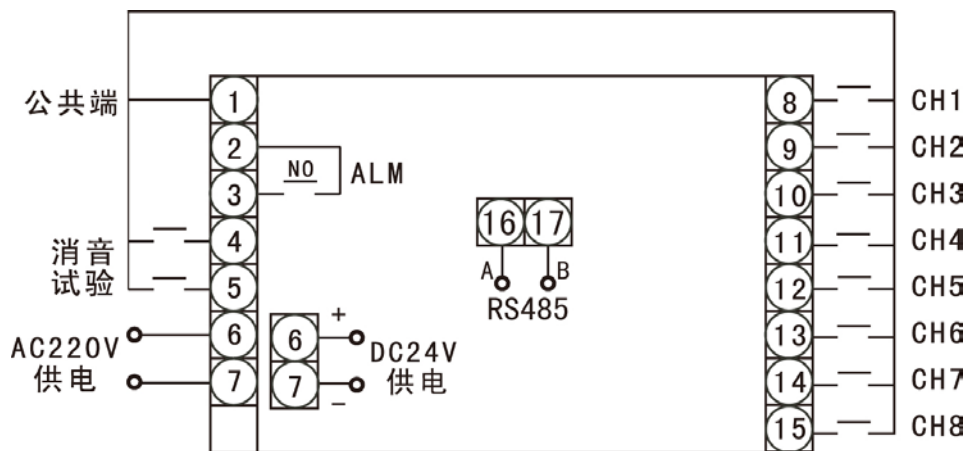 公共端
1
2
3
4
5
6
7
NO
ALM
消音
试验
AC220V
供电
6
7
+
−
DC24V
供电
16 17
A B
RS485
8 CH1
9 CH2
10 CH3
11 CH4
12 CH5
13 CH6
14 CH7
15 CH8